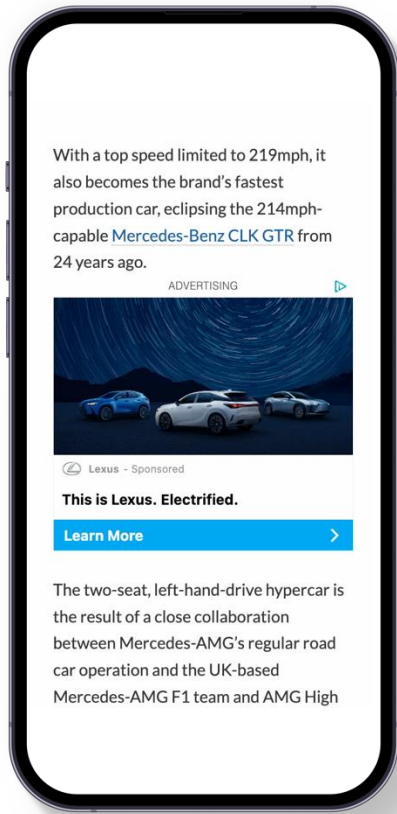 With a top speed limited to 219mph, it
also becomes the brand's fastest
production car, eclipsing the 214mph-
capable Mercedes-Benz CLK GTR from
24 years ago.
ADVERTISING
Lexus - Sponsored
This is Lexus. Electrified.
Learn More
The two-seat, left-hand-drive hypercar is
the result of a close collaboration
between Mercedes-AMG's regular road
car operation and the UK-based
Mercedes-AMG F1 team and AMG High